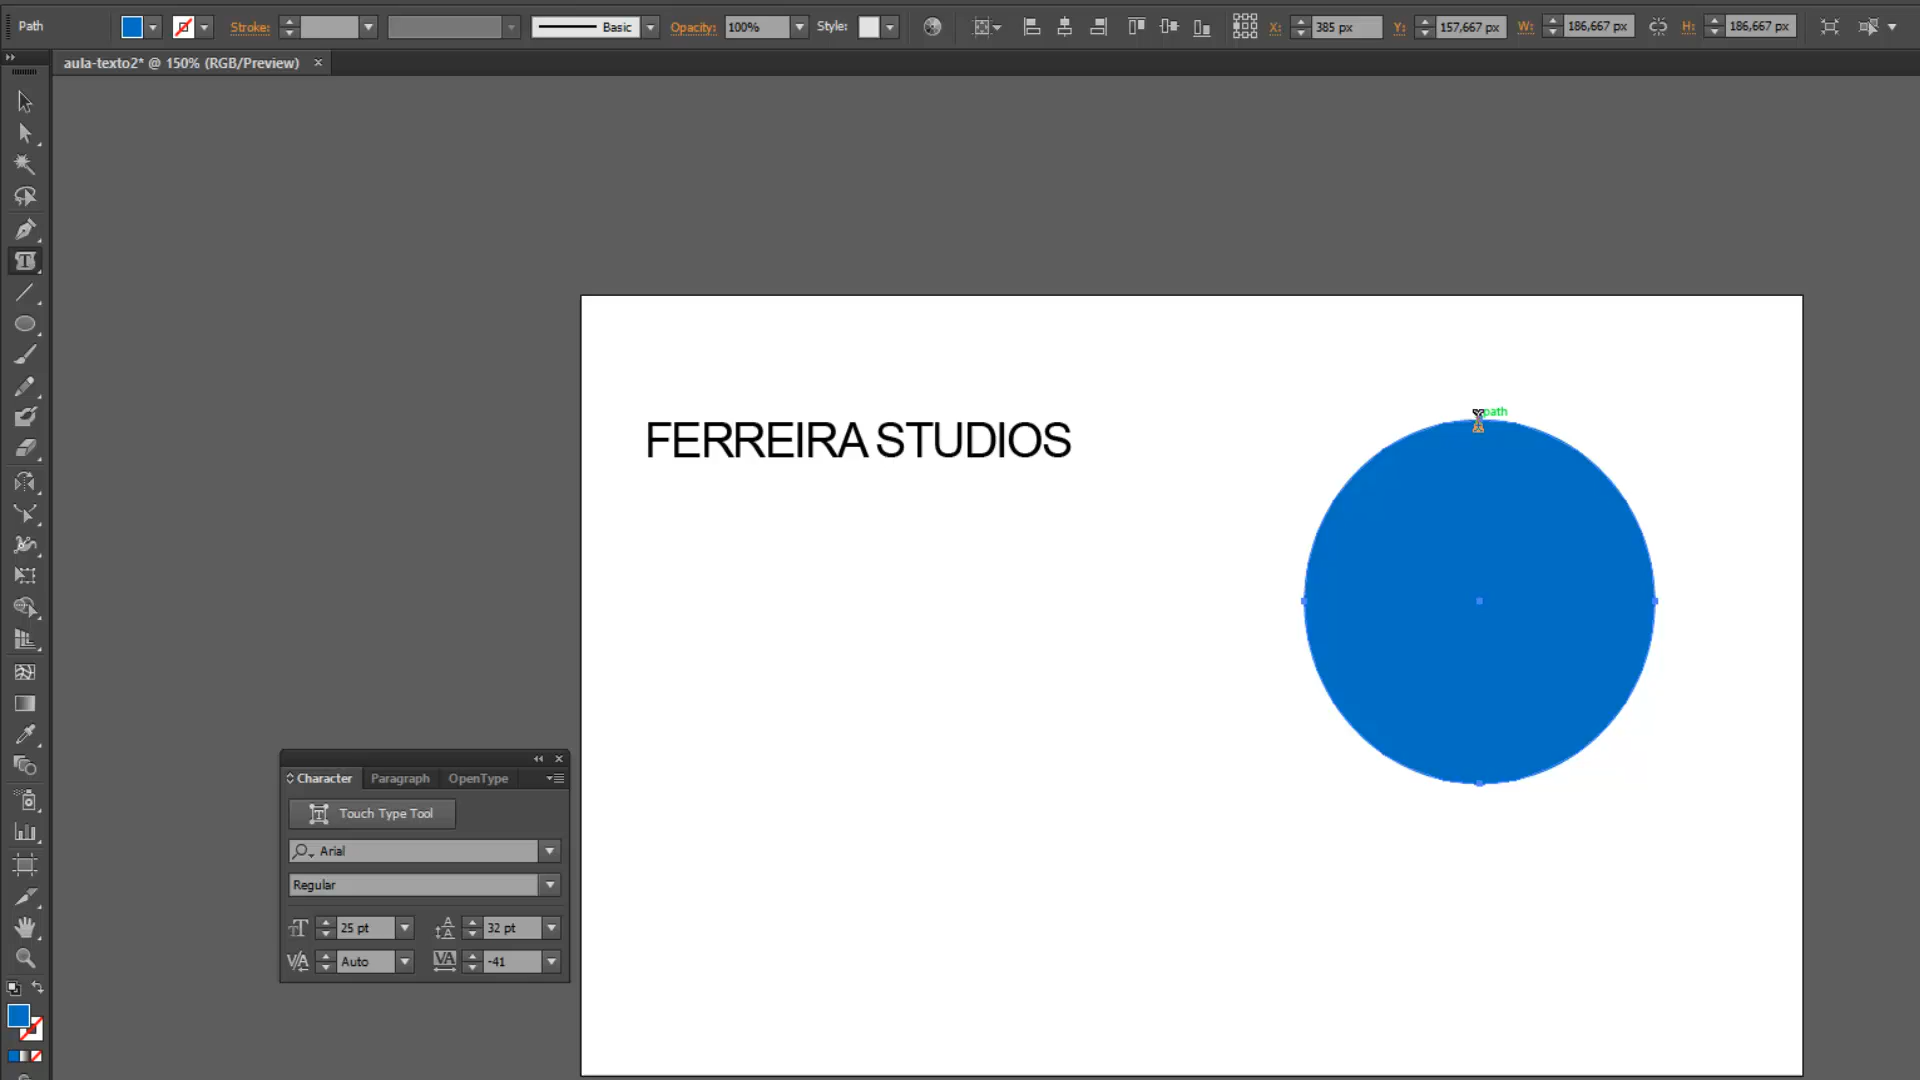 Path
Stroke:
Basic
Opacity:
100%
Style:
X:
385 px
Y:
157,667 px
W:
186,667 px
H:
186,667 px
aula-texto2* @ 150% (RGB/Preview)
path
FERREIRA STUDIOS
Character
Paragraph
OpenType
Touch Type Tool
Arial
Regular
25 pt
32 pt
Auto
-41